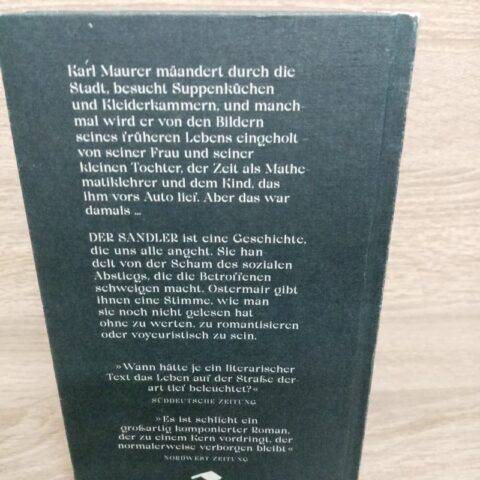 Karl Maurer mäandert durch die
Stadt, besucht Suppenküchen
und Kleiderkammern, und manch-
mal wird er von den Bildern
seines früheren Lebens eingeholt –
von seiner Frau und seiner
kleinen Tochter, der Zeit als Mathe-
matiklehrer und dem Kind, das
ihm vors Auto lief. Aber das war
damals ...
DER SANDLER ist eine Geschichte,
die uns alle angeht. Sie han-
delt von der Scham des sozialen
Abstiegs, die die Betroffenen
schweigen macht. Ostermair gibt
ihnen eine Stimme, wie man
sie noch nicht gelesen hat –
ohne zu werten, zu romantisieren
oder voyeuristisch zu sein.
»Wann hätte je ein literarischer
Text das Leben auf der Straße der-
art tief beleuchtet?«
SÜDDEUTSCHE ZEITUNG
»Es ist schlicht ein
großartig komponierter Roman,
der zu einem Kern vordringt, der
normalerweise verborgen bleibt«
NORDWEST ZEITUNG